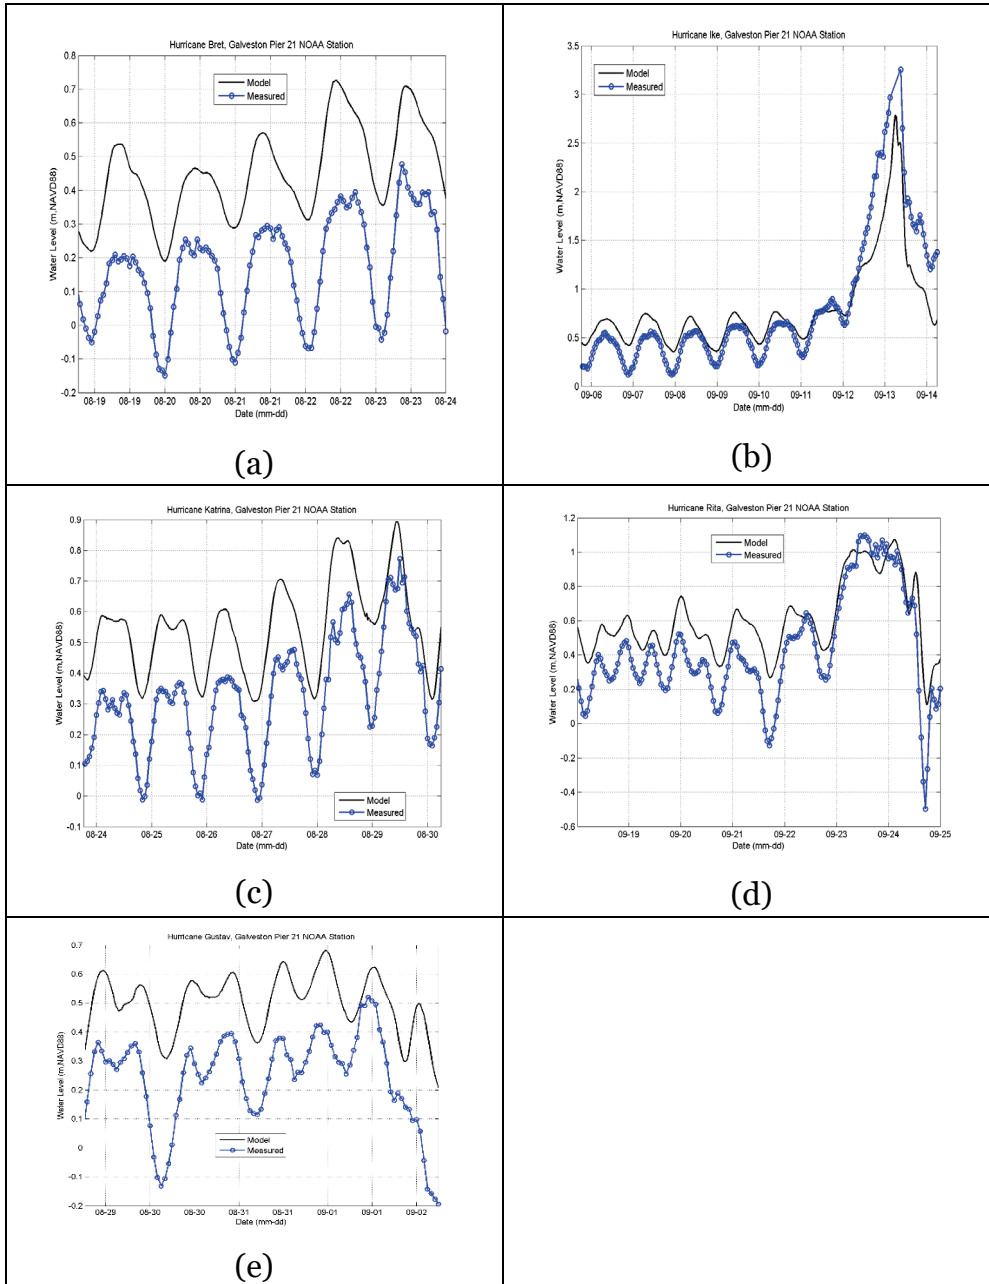 Hurricane Bret, Galveston Pier 21 NOAA Station
Model
Measured
Water Level (m,NAVD88)
0.8
0.7
0.6
0.5
0.4
0.3
0.2
0.1
0
-0.1
-0.2
08-19 08-19 08-20 08-20 08-21 08-21 08-22 08-22 08-23 08-23 08-24
Date (mm-dd)
(a)
Hurricane Ike, Galveston Pier 21 NOAA Station
Model
Measured
Water Level (m,NAVD88)
3.5
3
2.5
2
1.5
1
0.5
0
09-06 09-07 09-08 09-09 09-10 09-11 09-12 09-13 09-14
Date (mm-dd)
(b)
Hurricane Katrina, Galveston Pier 21 NOAA Station
Water Level (m,NAVD88)
0.9
0.8
0.7
0.6
0.5
0.4
0.3
0.2
0.1
0
-0.1
Model
Measured
08-24 08-25 08-26 08-27 08-28 08-29 08-30
Date (mm-dd)
(c)
Hurricane Rita, Galveston Pier 21 NOAA Station
Model
Measured
Water Level (m,NAVD88)
1.2
1
0.8
0.6
0.4
0.2
0
-0.2
-0.4
-0.6
09-19 09-20 09-21 09-22 09-23 09-24 09-25
Date (mm-dd)
(d)
Hurricane Gustav, Galveston Pier 21 NOAA Station
Water Level (m,NAVD88)
0.7
0.6
0.5
0.4
0.3
0.2
0.1
0
-0.1
-0.2
Model
Measured
08-29 08-30 08-30 08-31 08-31 09-01 09-01 09-02
Date (mm-dd)
(e)